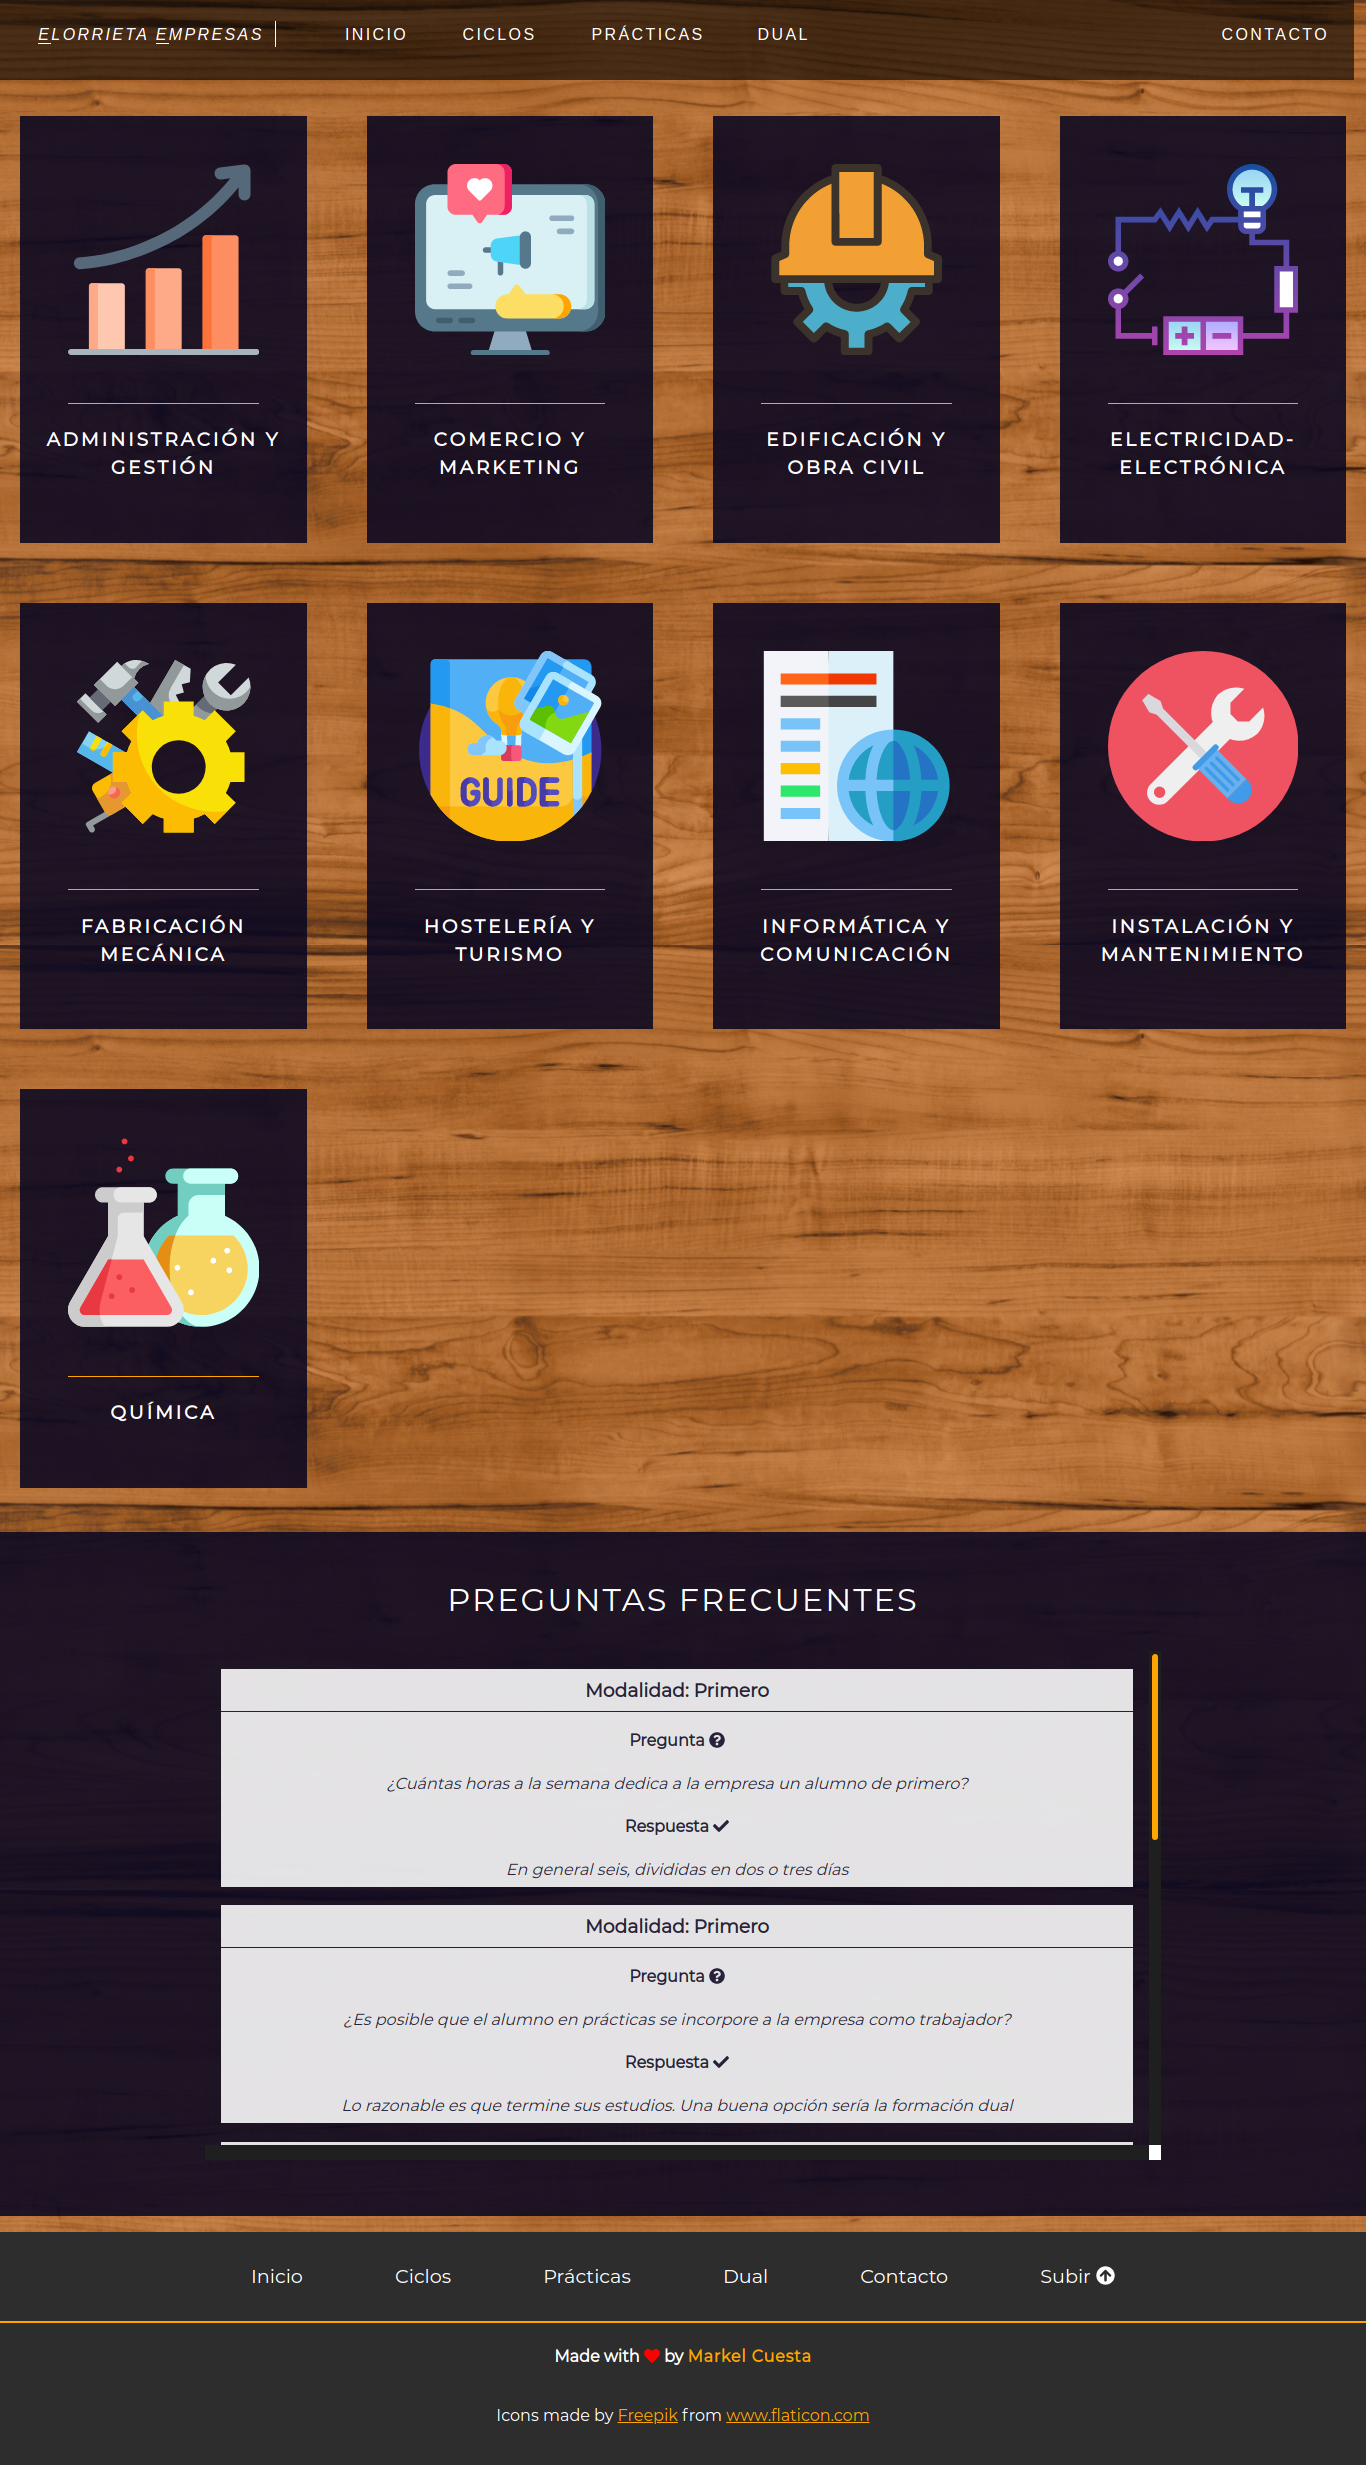 ELORRIETA EMPRESAS
INICIO
CICLOS
PRÁCTICAS
DUAL
CONTACTO
ADMINISTRACIÓN Y
GESTIÓN
COMERCIO Y
MARKETING
EDIFICACIÓN Y
OBRA CIVIL
ELECTRICIDAD-
ELECTRÓNICA
GUIDE
FABRICACIÓN
MECÁNICA
HOSTELERÍA Y
TURISMO
INFORMÁTICA Y
COMUNICACIÓN
INSTALACIÓN Y
MANTENIMIENTO
QUÍMICA
PREGUNTAS FRECUENTES
Modalidad: Primero
Pregunta
¿Cuántas horas a la semana dedica a la empresa un alumno de primero?
Respuesta
En general seis, divididas en dos o tres días
Modalidad: Primero
Pregunta
¿Es posible que el alumno en prácticas se incorpore a la empresa como trabajador?
Respuesta
Lo razonable es que termine sus estudios. Una buena opción sería la formación dual
Inicio
Ciclos
Prácticas
Dual
Contacto
Subir
Made with ❤ by Markel Cuesta
Icons made by Freepik from www.flaticon.com